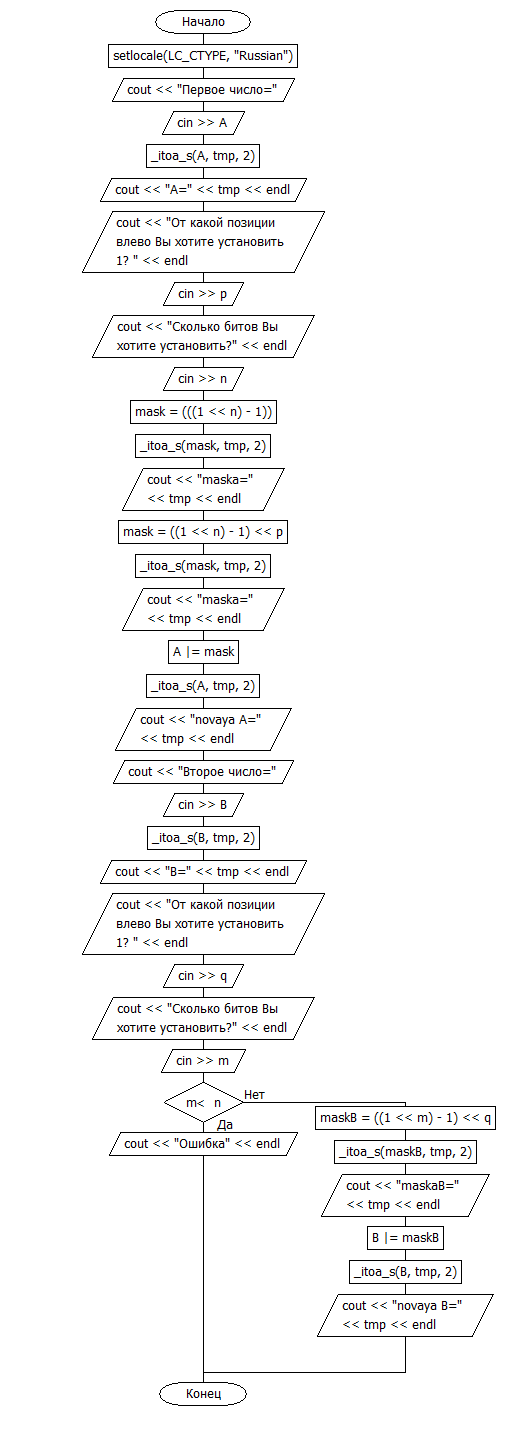 Начало
setlocale(LC_CTYPE, "Russian")
cout << "Первое число="
cin >> A
_itoa_s(A, tmp, 2)
cout << "A=" << tmp << endl
cout << "От какой позиции
влево Вы хотите установить
1? " << endl
cin >> p
cout << "Сколько битов Вы
хотите установить?" << endl
cin >> n
mask = (((1 << n) - 1))
_itoa_s(mask, tmp, 2)
cout << "maska="
<< tmp << endl
mask = ((1 << n) - 1) << p
_itoa_s(mask, tmp, 2)
cout << "maska="
<< tmp << endl
A |= mask
_itoa_s(A, tmp, 2)
cout << "novaya A="
<< tmp << endl
cout << "Второе число="
cin >> B
_itoa_s(B, tmp, 2)
cout << "B=" << tmp << endl
cout << "От какой позиции
влево Вы хотите установить
1? " << endl
cin >> q
cout << "Сколько битов Вы
хотите установить?" << endl
cin >> m
m< n
Нет
Да
cout << "Ошибка" << endl
maskB = ((1 << m) - 1) << q
_itoa_s(maskB, tmp, 2)
cout << "maskaB="
<< tmp << endl
B |= maskB
_itoa_s(B, tmp, 2)
cout << "novaya B="
<< tmp << endl
Конец